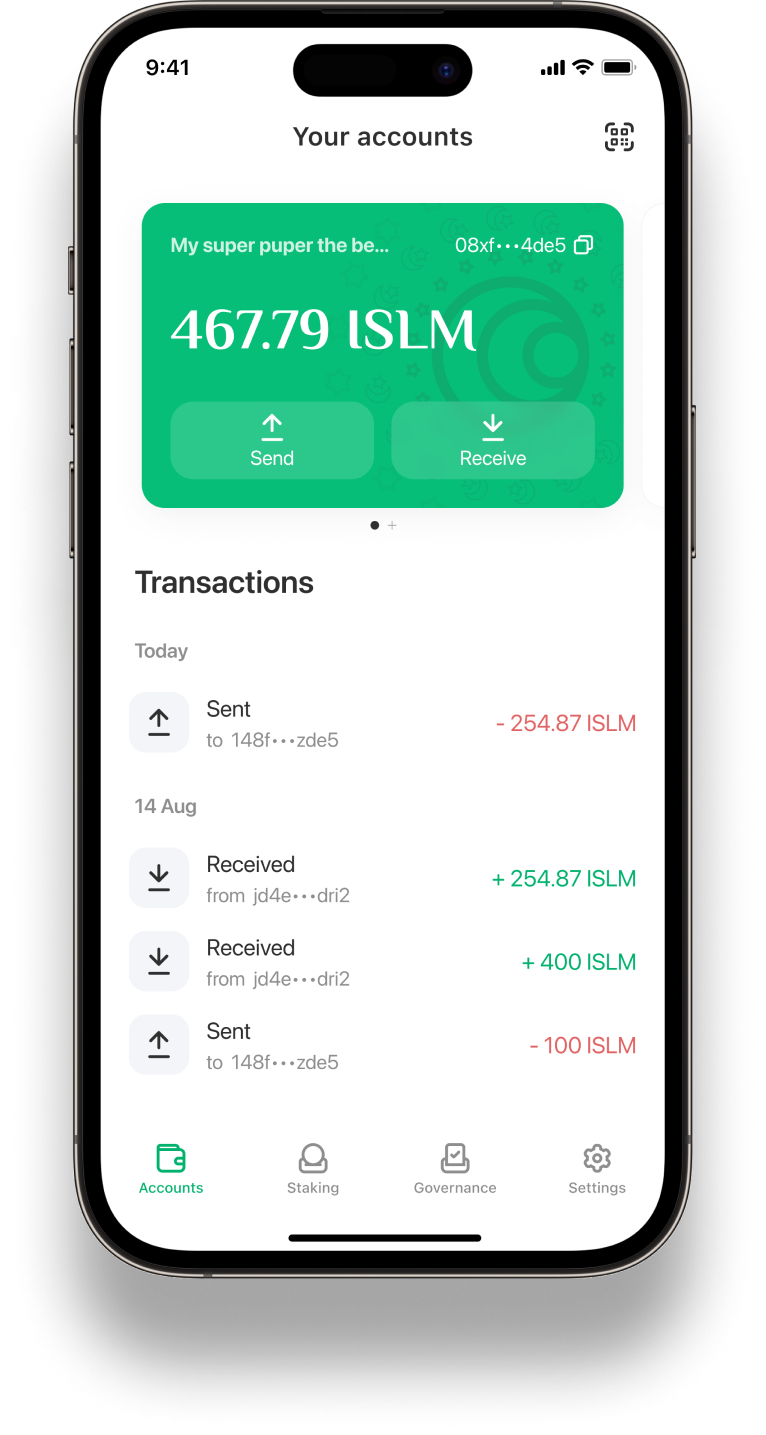 9:41
Your accounts
My super puper the be...
08xf•••4de5
467.79 ISLM
Send
Receive
Transactions
Today
Sent
to 148f•••zde5
- 254.87 ISLM
14 Aug
Received
from jd4e•••dri2
+ 254.87 ISLM
Received
from jd4e•••dri2
+ 400 ISLM
Sent
to 148f•••zde5
- 100 ISLM
Accounts
Staking
Governance
Settings